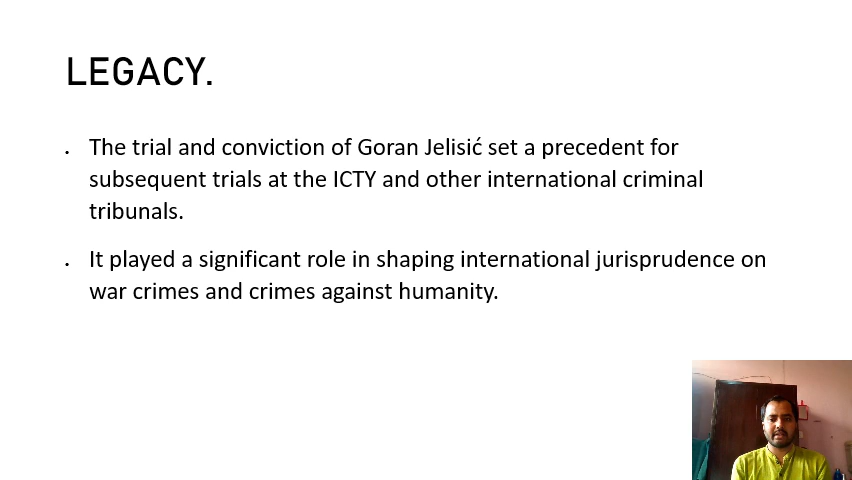 LEGACY.
• The trial and conviction of Goran Jelisić set a precedent for
subsequent trials at the ICTY and other international criminal
tribunals.
• It played a significant role in shaping international jurisprudence on
war crimes and crimes against humanity.